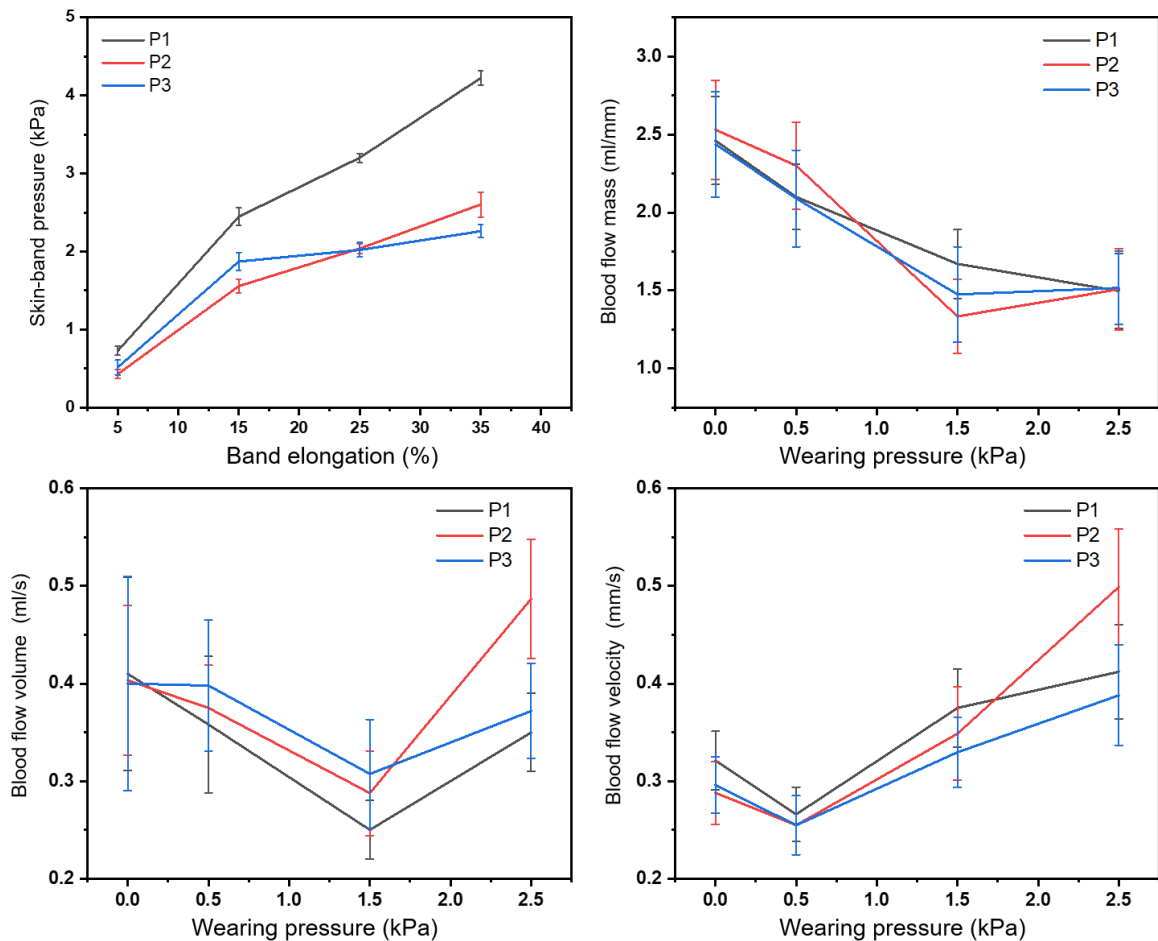 5
4
3
2
1
0
Skin-band pressure (kPa)
P1
P2
P3
5 10 15 20 25 30 35 40
Band elongation (%)
3.0
2.5
2.0
1.5
1.0
Blood flow mass (ml/mm)
P1
P2
P3
0.0 0.5 1.0 1.5 2.0 2.5
Wearing pressure (kPa)
0.6
0.5
0.4
0.3
0.2
Blood flow volume (ml/s)
P1
P2
P3
0.0 0.5 1.0 1.5 2.0 2.5
Wearing pressure (kPa)
0.6
0.5
0.4
0.3
0.2
Blood flow velocity (mm/s)
P1
P2
P3
0.0 0.5 1.0 1.5 2.0 2.5
Wearing pressure (kPa)